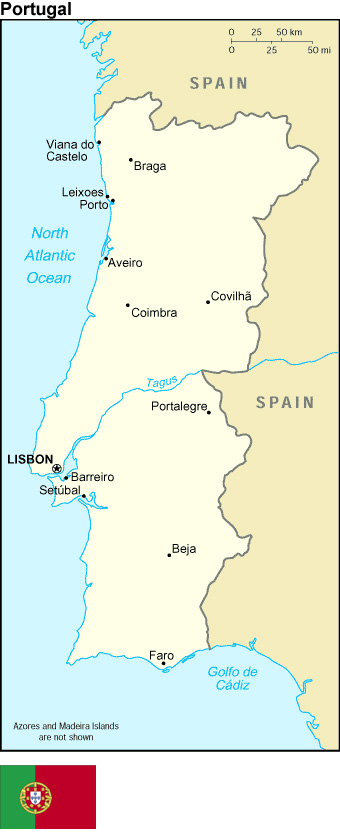 Portugal
0 25 50 km
0 25 50 mi
SPAIN
Viana do
Castelo
Braga
Leixoes
Porto
North
Atlantic
Ocean
Aveiro
Covilhã
Coimbra
Tagus
Portalegre
SPAIN
LISBON
Barreiro
Setúbal
Beja
Faro
Golfo de
Cádiz
Azores and Madeira Islands
are not shown